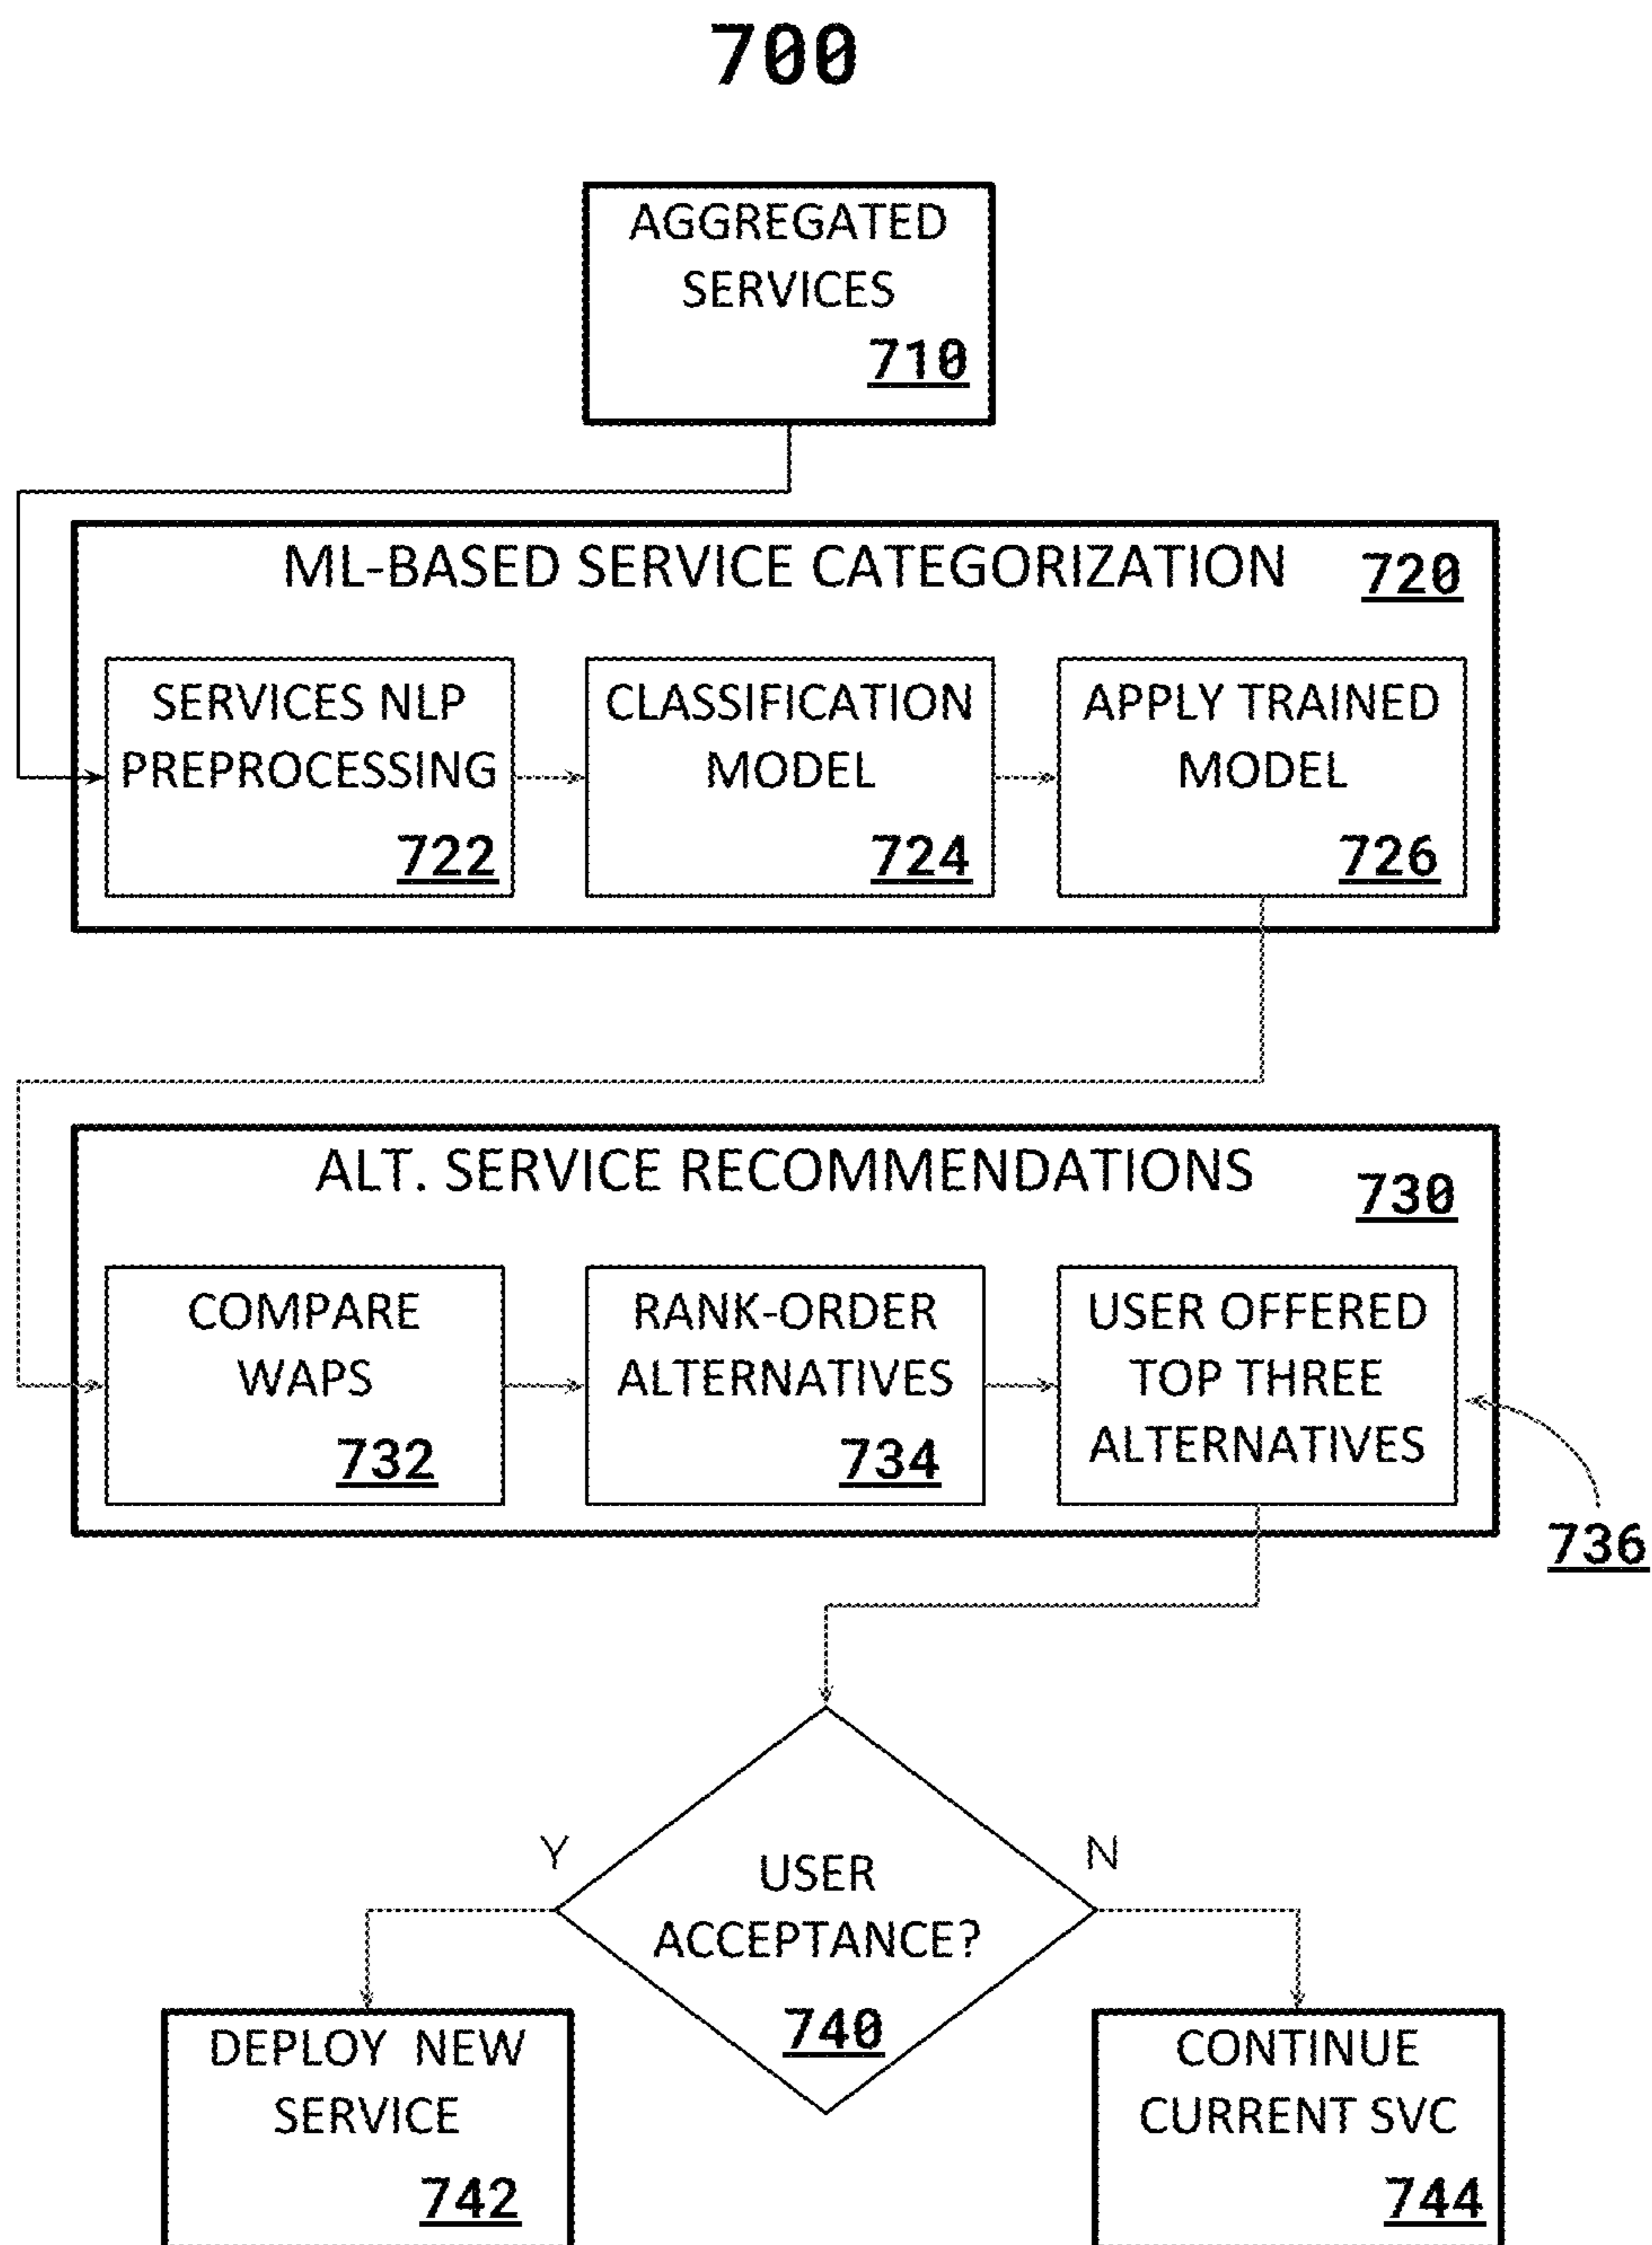 700
AGGREGATED
SERVICES
710
ML-BASED SERVICE CATEGORIZATION 720
SERVICES NLP
PREPROCESSING
722
CLASSIFICATION
MODEL
724
APPLY TRAINED
MODEL
726
ALT. SERVICE RECOMMENDATIONS 730
COMPARE
WAPS
732
RANK-ORDER
ALTERNATIVES
734
USER OFFERED
TOP THREE
ALTERNATIVES
736
Y
N
USER
ACCEPTANCE?
740
DEPLOY NEW
SERVICE
742
CONTINUE
CURRENT SVC
744